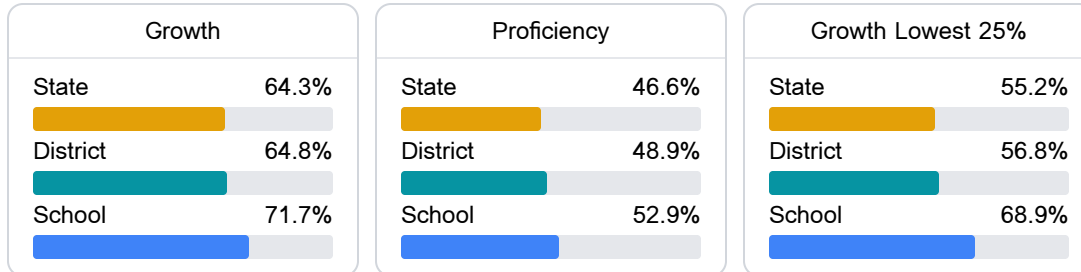 Growth
State 64.3%
District 64.8%
School 71.7%
Proficiency
State 46.6%
District 48.9%
School 52.9%
Growth Lowest 25%
State 55.2%
District 56.8%
School 68.9%